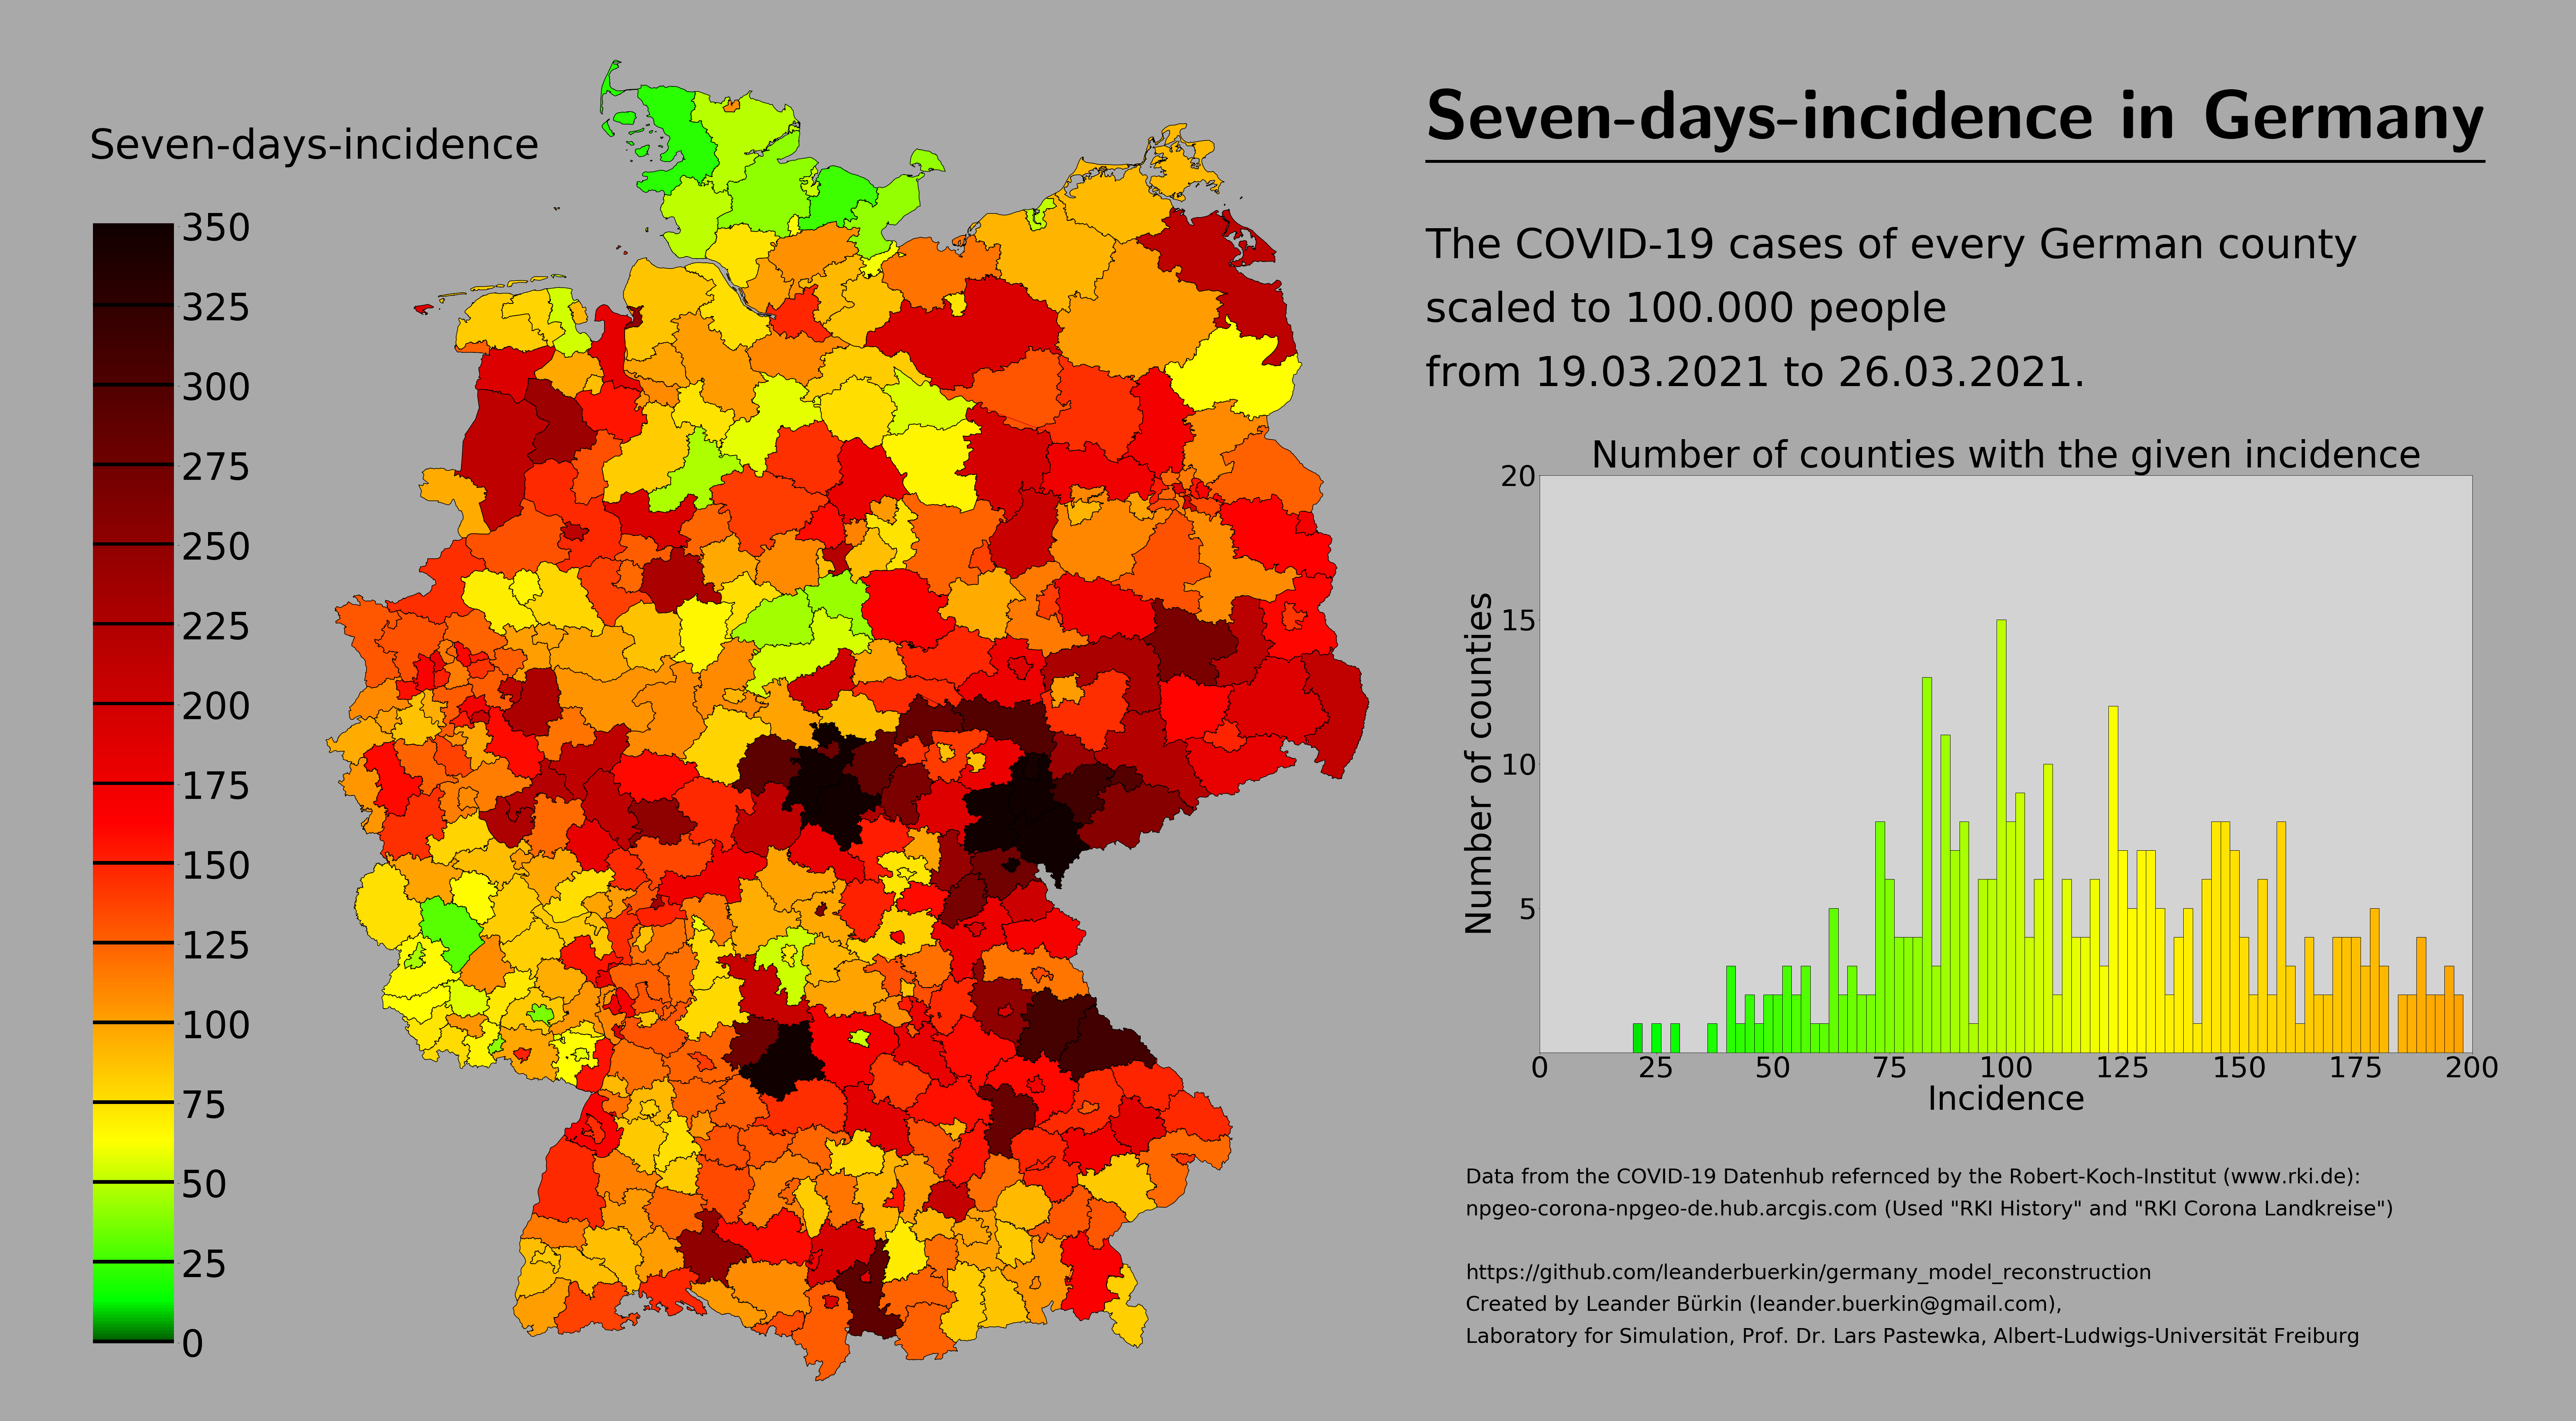 Seven-days-incidence
350
325
300
275
250
225
200
175
150
125
100
75
50
25
0
Seven-days-incidence in Germany
The COVID-19 cases of every German county
scaled to 100.000 people
from 19.03.2021 to 26.03.2021.
Number of counties with the given incidence
20
15
10
5
Number of counties
0 25 50 75 100 125 150 175 200
Incidence
Data from the COVID-19 Datenhub refernced by the Robert-Koch-Institut (www.rki.de):
npgeo-corona-npgeo-de.hub.arcgis.com (Used "RKI History" and "RKI Corona Landkreise")
https://github.com/leanderbuerkin/germany_model_reconstruction
Created by Leander Bürkin (leander.buerkin@gmail.com),
Laboratory for Simulation, Prof. Dr. Lars Pastewka, Albert-Ludwigs-Universität Freiburg